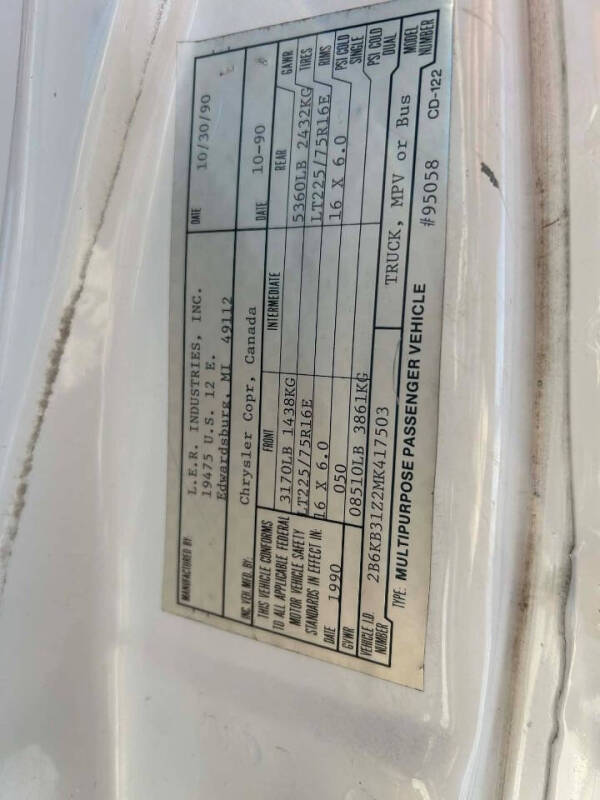 MANUFACTURED BY: L.E.R. INDUSTRIES, INC. DATE 10/30/90
19475 U.S. 12 E.
Edwardsburg, MI 49112
INC. VEH. MFD. BY: Chrysler Copr, Canada DATE 10-90
THIS VEHICLE CONFORMS FRONT INTERMEDIATE REAR
TO ALL APPLICABLE FEDERAL 3170LB 1438KG 5360LB 2432KG GAWR
MOTOR VEHICLE SAFETY LT225/75R16E LT225/75R16E TIRES
STANDARDS IN EFFECT IN: 16 X 6.0 16 X 6.0 RIMS
DATE 1990 050 PSI COLD SINGLE
GVWR 08510LB 3861KG PSI COLD DUAL
VEHICLE I.D. NUMBER 2B6KB31Z2MK417503 TRUCK, MPV or Bus MODEL NUMBER
TYPE: MULTIPURPOSE PASSENGER VEHICLE #95058 CD-122